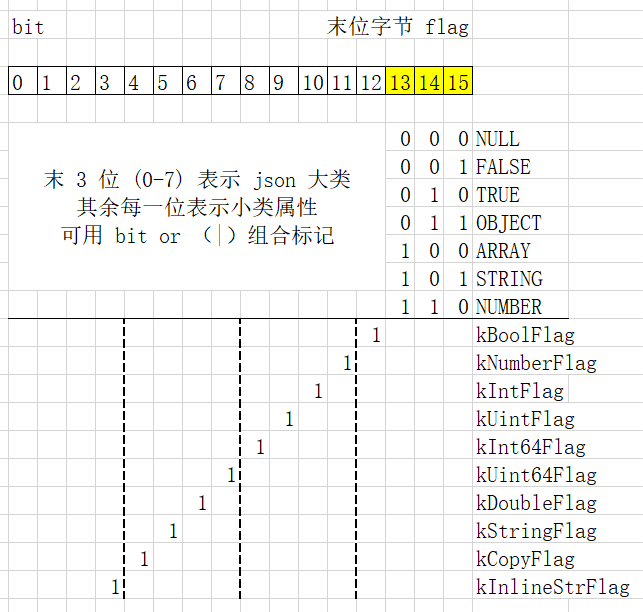 bit 末位字节 flag
0 1 2 3 4 5 6 7 8 9 10 11 12 13 14 15
0 0 0 NULL
0 0 1 FALSE
末 3 位 (0-7) 表示 json 大类
0 1 0 TRUE
其余每一位表示小类属性
0 1 1 OBJECT
可用 bit or （|）组合标记
1 0 0 ARRAY
1 0 1 STRING
1 1 0 NUMBER
1 kBoolFlag
1 kNumberFlag
1 kIntFlag
1 kUintFlag
1 kInt64Flag
1 kUint64Flag
1 kDoubleFlag
1 kStringFlag
1 kCopyFlag
1 kInlineStrFlag